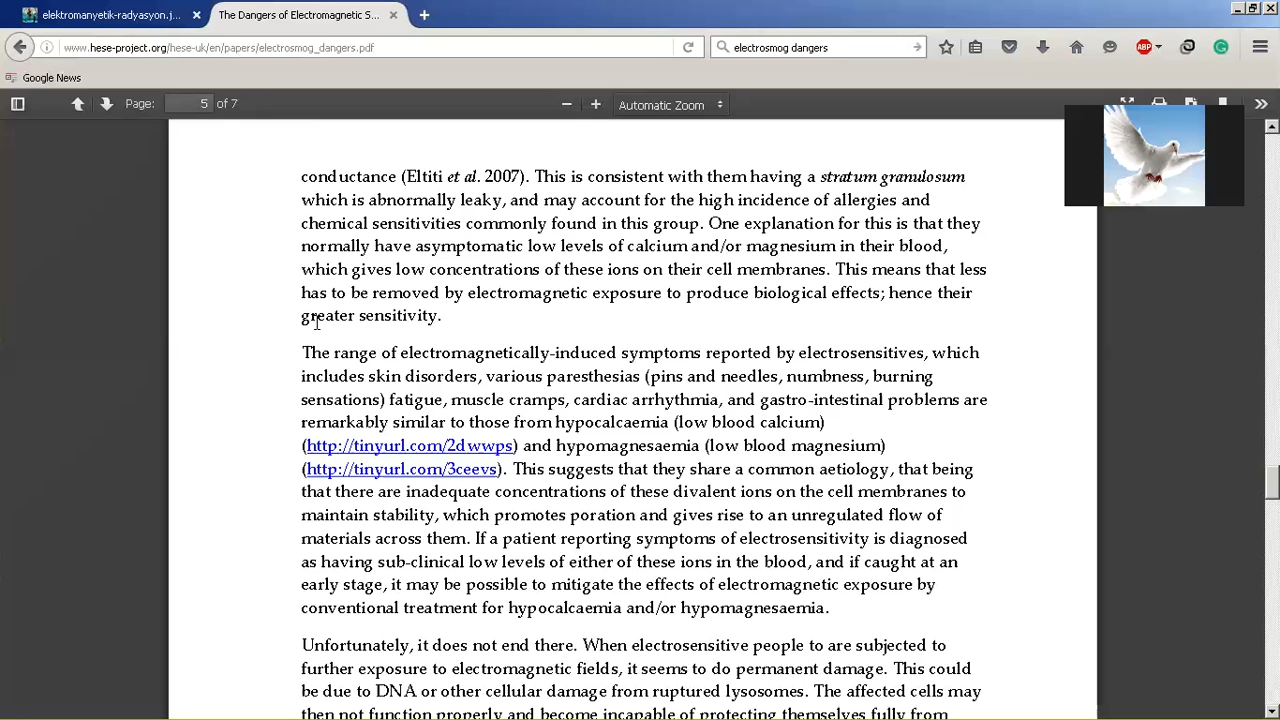 elektromanyetik-radyasyon.j...
The Dangers of Electromagnetic S...
www.hese-project.org/hese-uk/en/papers/electrosmog_dangers.pdf
electrosmog dangers
ABP
Google News
Page: 5 of 7
Automatic Zoom
conductance (Eltiti et al. 2007). This is consistent with them having a stratum granulosum
which is abnormally leaky, and may account for the high incidence of allergies and
chemical sensitivities commonly found in this group. One explanation for this is that they
normally have asymptomatic low levels of calcium and/or magnesium in their blood,
which gives low concentrations of these ions on their cell membranes. This means that less
has to be removed by electromagnetic exposure to produce biological effects; hence their
greater sensitivity.
The range of electromagnetically-induced symptoms reported by electrosensitives, which
includes skin disorders, various paresthesias (pins and needles, numbness, burning
sensations) fatigue, muscle cramps, cardiac arrhythmia, and gastro-intestinal problems are
remarkably similar to those from hypocalcaemia (low blood calcium)
(http://tinyurl.com/2dwwps) and hypomagnesaemia (low blood magnesium)
(http://tinyurl.com/3ceevs). This suggests that they share a common aetiology, that being
that there are inadequate concentrations of these divalent ions on the cell membranes to
maintain stability, which promotes poration and gives rise to an unregulated flow of
materials across them. If a patient reporting symptoms of electrosensitivity is diagnosed
as having sub-clinical low levels of either of these ions in the blood, and if caught at an
early stage, it may be possible to mitigate the effects of electromagnetic exposure by
conventional treatment for hypocalcaemia and/or hypomagnesaemia.
Unfortunately, it does not end there. When electrosensitive people to are subjected to
further exposure to electromagnetic fields, it seems to do permanent damage. This could
be due to DNA or other cellular damage from ruptured lysosomes. The affected cells may
then not function properly and become incapable of protecting themselves fully from